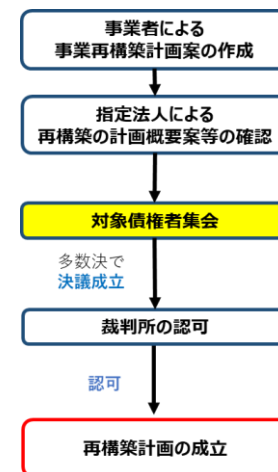 事業者による
事業再構築計画案の作成
指定法人による
再構築の計画概要案等の確認
対象債権者集会
多数決で
決議成立
裁判所の認可
認可
再構築計画の成立